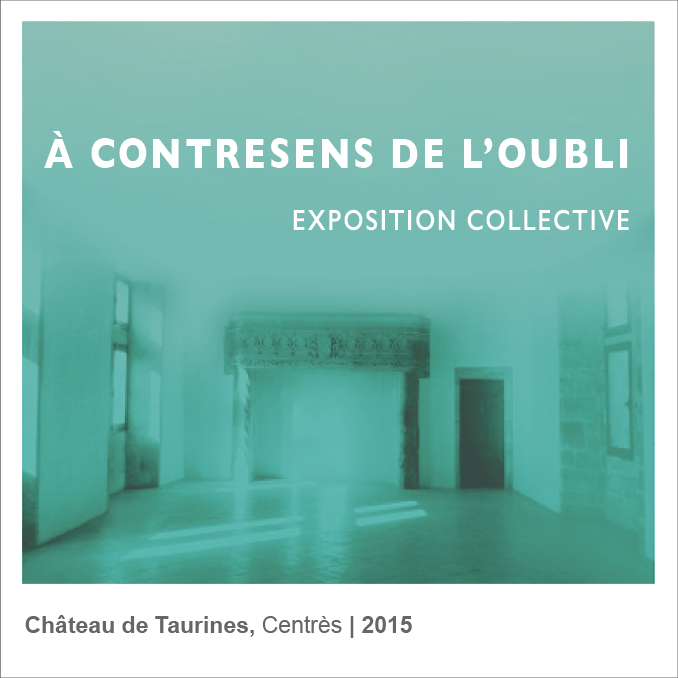 À CONTRESENS DE L’OUBLI
EXPOSITION COLLECTIVE
Château de Taurines, Centrès | 2015